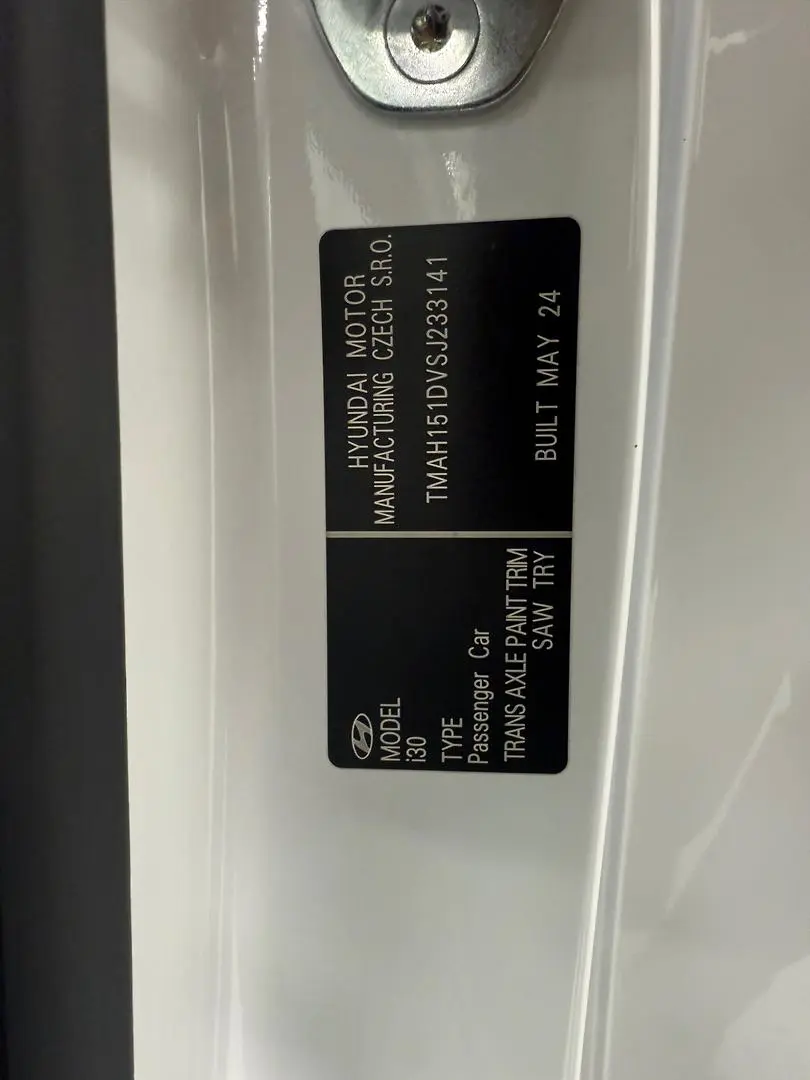 MODEL
i30
TYPE
Passenger Car
TRANS AXLE PAINT TRIM
SAW TRY
HYUNDAI MOTOR
MANUFACTURING CZECH S.R.O.
TMAH151DVSJ233141
BUILT MAY 24